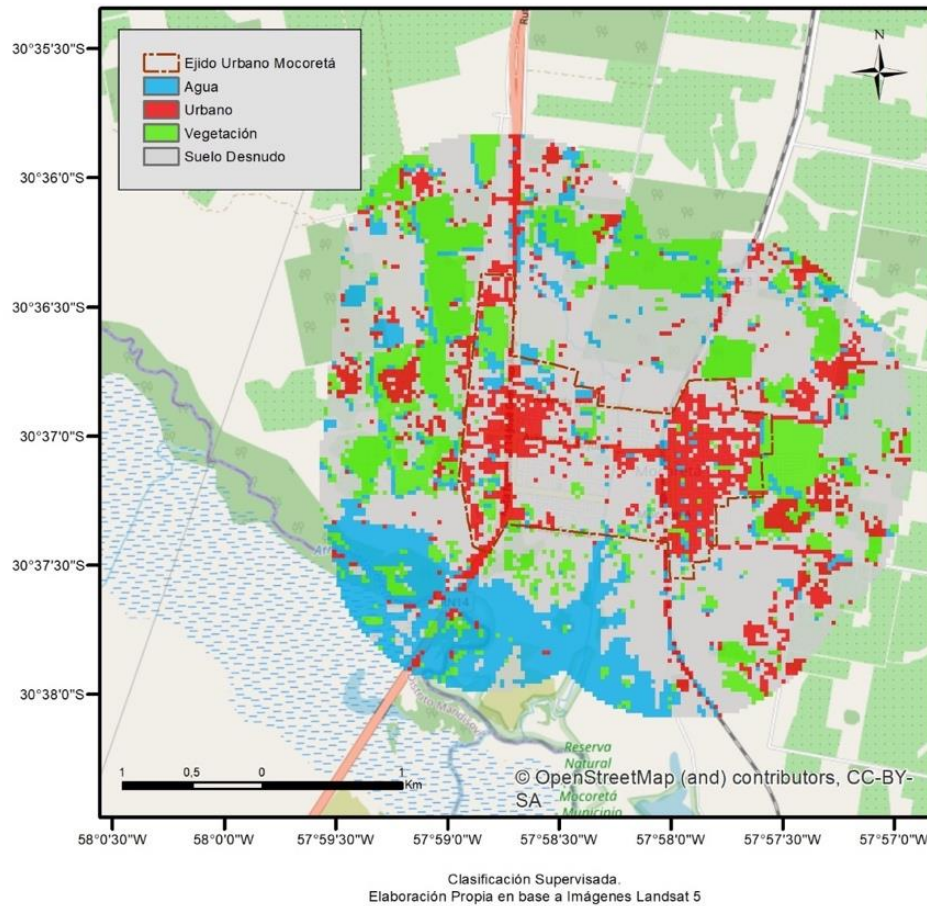 30°35'30"S
30°36'0"S
30°36'30"S
30°37'0"S
30°37'30"S
30°38'0"S
Ejido Urbano Mocoretá
Agua
Urbano
Vegetación
Suelo Desnudo
N
RN14
Reserva
Natural
Mocoretá
Municipio
1 0,5 0 1
Km
© OpenStreetMap (and) contributors, CC-BY-
SA
58°0'30"S 58°0'0"S 57°59'30"S 57°59'0"S 57°58'30"S 57°58'0"S 57°57'30"S 57°57'0"S
Clasificación Supervisada.
Elaboración Propia en base a Imágenes Landsat 5